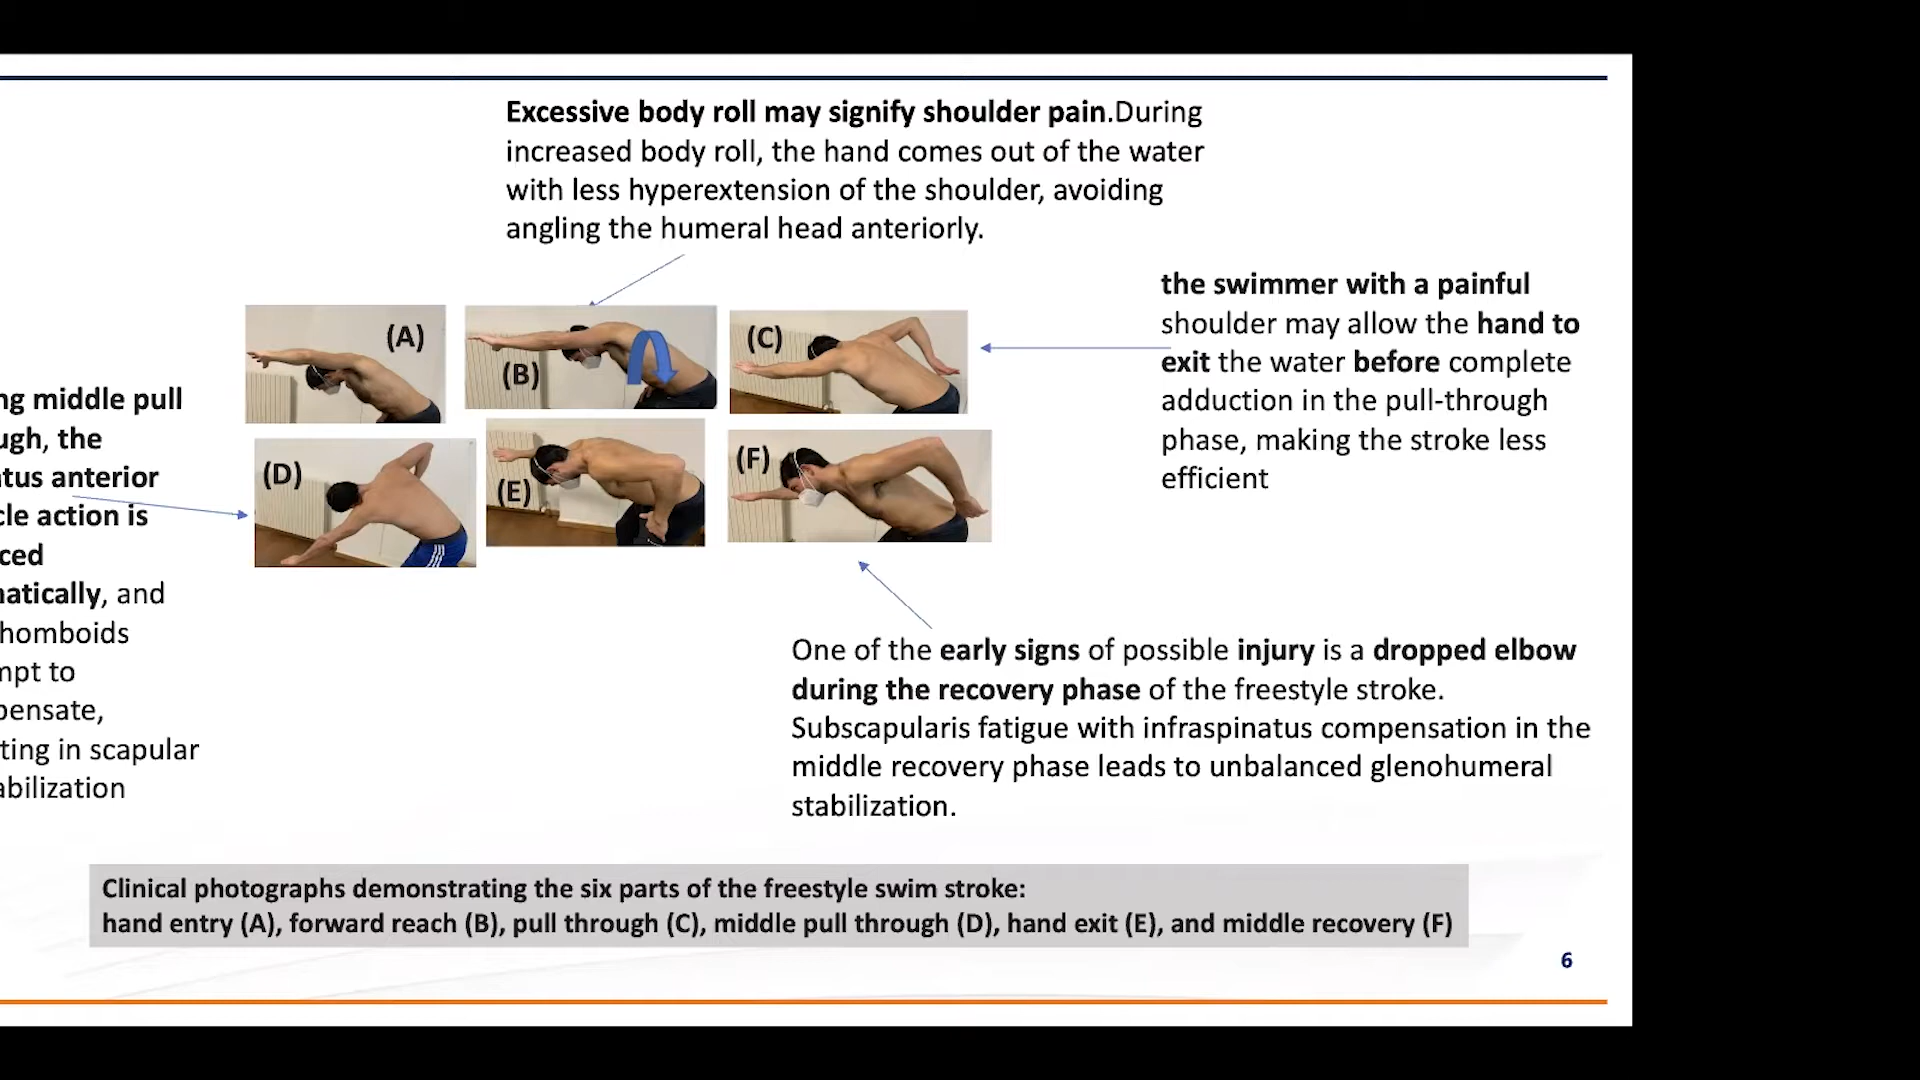 Excessive body roll may signify shoulder pain.During
increased body roll, the hand comes out of the water
with less hyperextension of the shoulder, avoiding
angling the humeral head anteriorly.
the swimmer with a painful
shoulder may allow the hand to
exit the water before complete
adduction in the pull-through
phase, making the stroke less
efficient
(A)
(B)
(C)
(D)
(E)
(F)
ng middle pull
ugh, the
atus anterior
cle action is
ced
natically, and
homboids
mpt to
pensate,
ting in scapular
abilization
One of the early signs of possible injury is a dropped elbow
during the recovery phase of the freestyle stroke.
Subscapularis fatigue with infraspinatus compensation in the
middle recovery phase leads to unbalanced glenohumeral
stabilization.
Clinical photographs demonstrating the six parts of the freestyle swim stroke:
hand entry (A), forward reach (B), pull through (C), middle pull through (D), hand exit (E), and middle recovery (F)
6